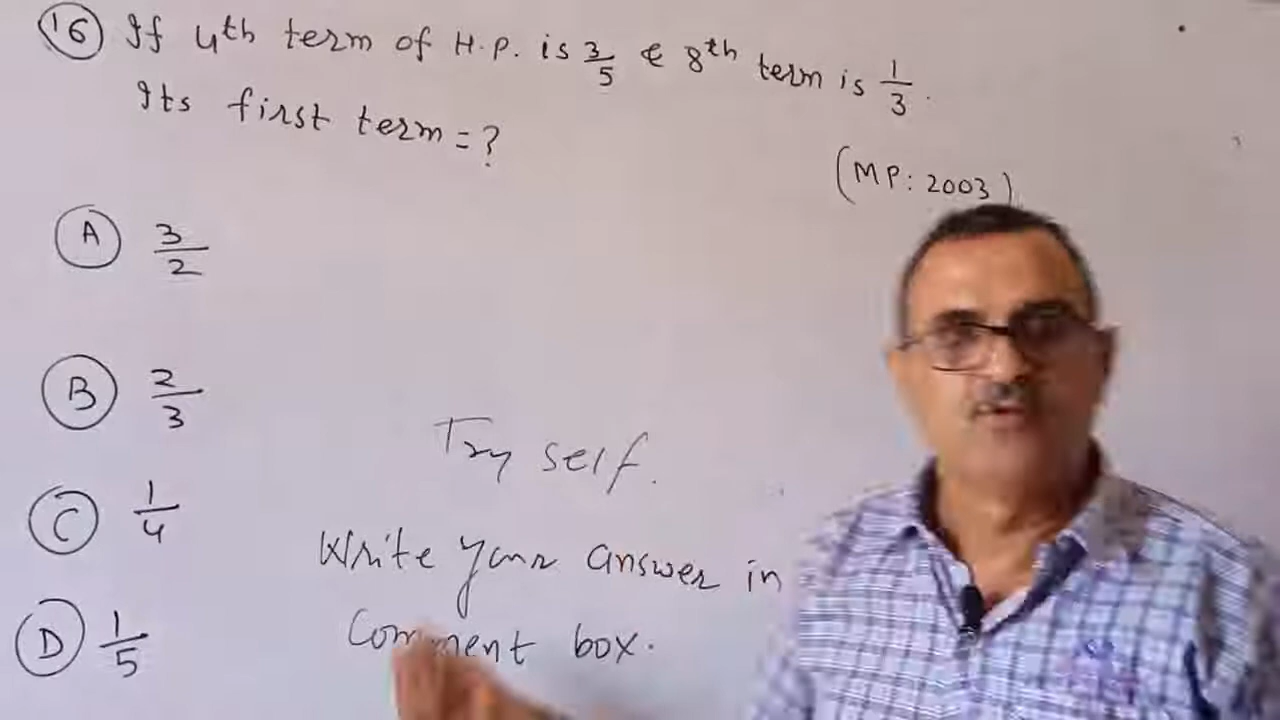 16 If 4th term of H.P. is 3/5 & 8th term is 1/3.
Its first term = ?
(MP: 2003)
A 3/2
B 2/3
C 1/4
D 1/5
Try self.
Write your answer in
Comment box.